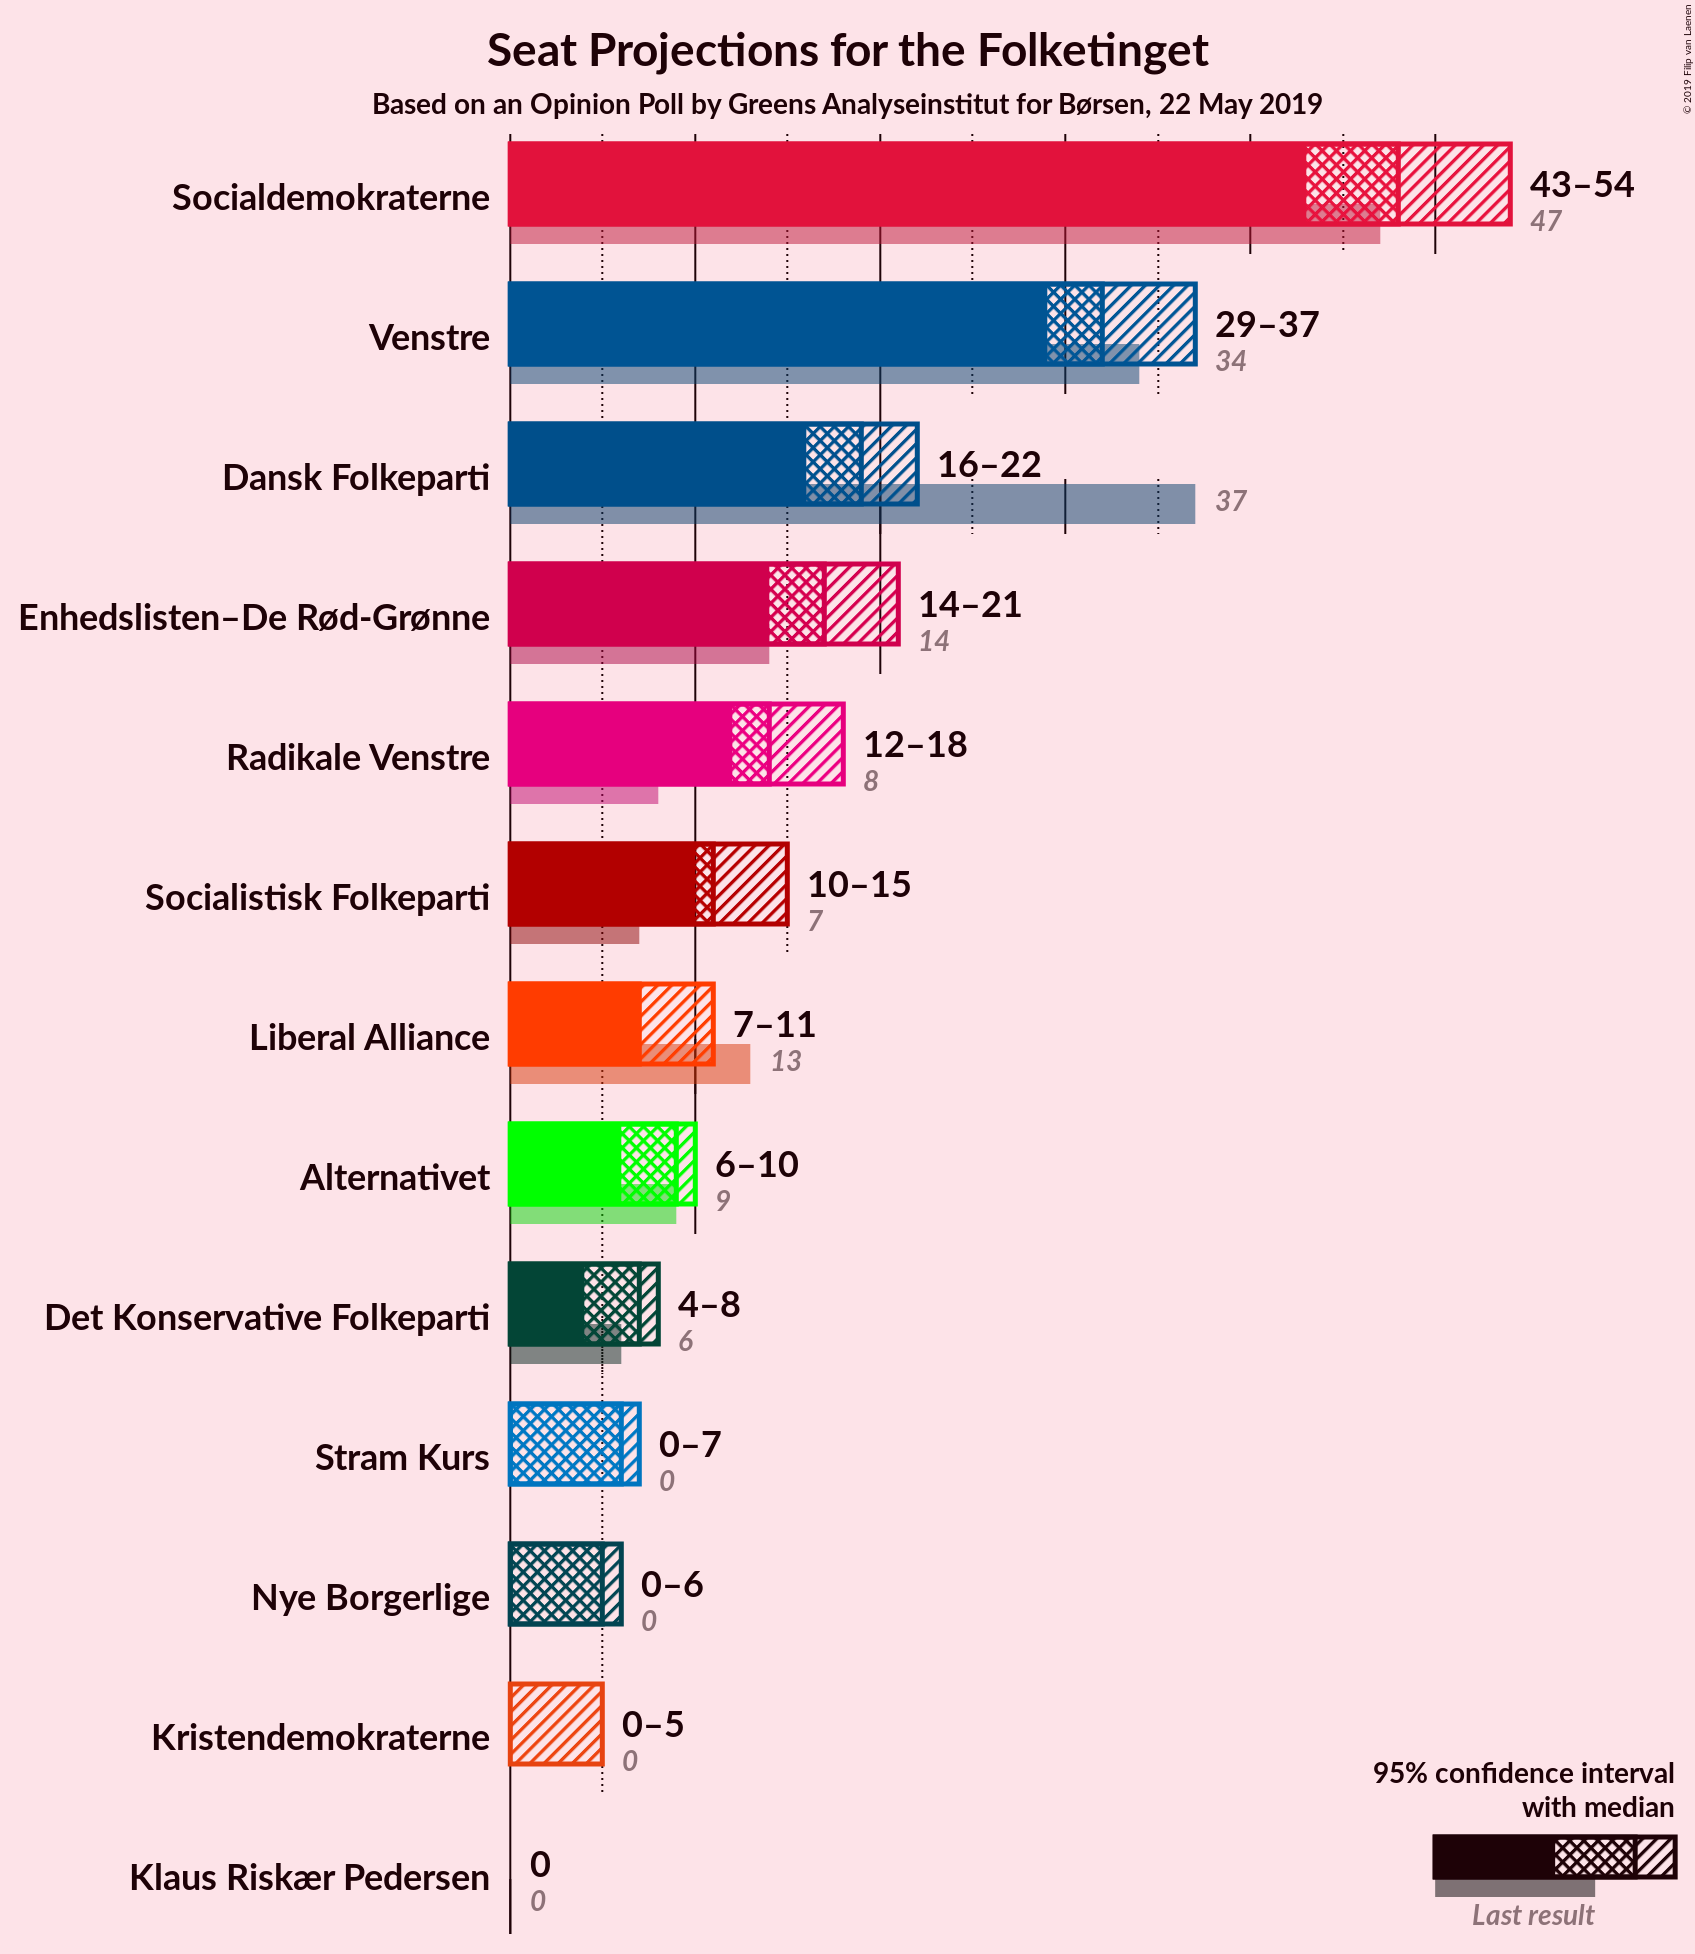 Seat Projections for the Folketinget
Based on an Opinion Poll by Greens Analyseinstitut for Børsen, 22 May 2019
© 2019 Filip van Laenen
Socialdemokraterne
43–54
47
Venstre
29–37
34
Dansk Folkeparti
16–22
37
Enhedslisten–De Rød-Grønne
14–21
14
Radikale Venstre
12–18
8
Socialistisk Folkeparti
10–15
7
Liberal Alliance
7–11
13
Alternativet
6–10
9
Det Konservative Folkeparti
4–8
6
Stram Kurs
0–7
0
Nye Borgerlige
0–6
0
Kristendemokraterne
0–5
0
Klaus Riskær Pedersen
0
0
95% confidence interval
with median
Last result